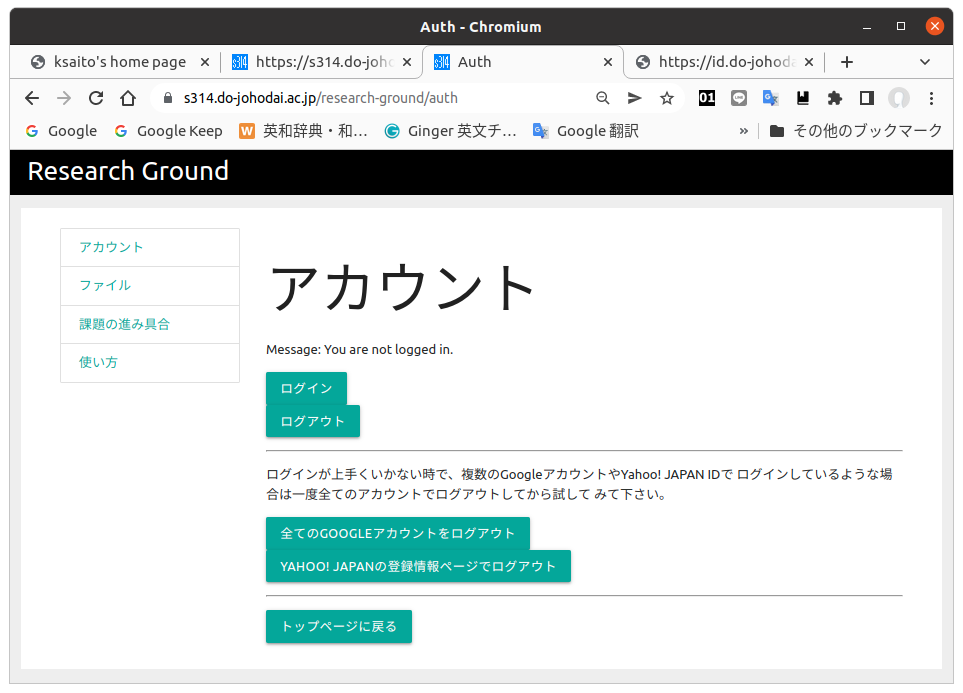 Auth - Chromium
ksaito's home page
https://s314.do-joho
Auth
https://id.do-johoda
s314.do-johodai.ac.jp/research-ground/auth
01
Google
Google Keep
英和辞典・和...
Ginger 英文チ...
Google 翻訳
»
その他のブックマーク
Research Ground
アカウント
ファイル
課題の進み具合
使い方
アカウント
Message: You are not logged in.
ログイン
ログアウト
ログインが上手くいかない時で、複数のGoogleアカウントやYahoo! JAPAN IDで ログインしているような場
合は一度全てのアカウントでログアウトしてから試して みて下さい。
全てのGOOGLEアカウントをログアウト
YAHOO! JAPANの登録情報ページでログアウト
トップページに戻る